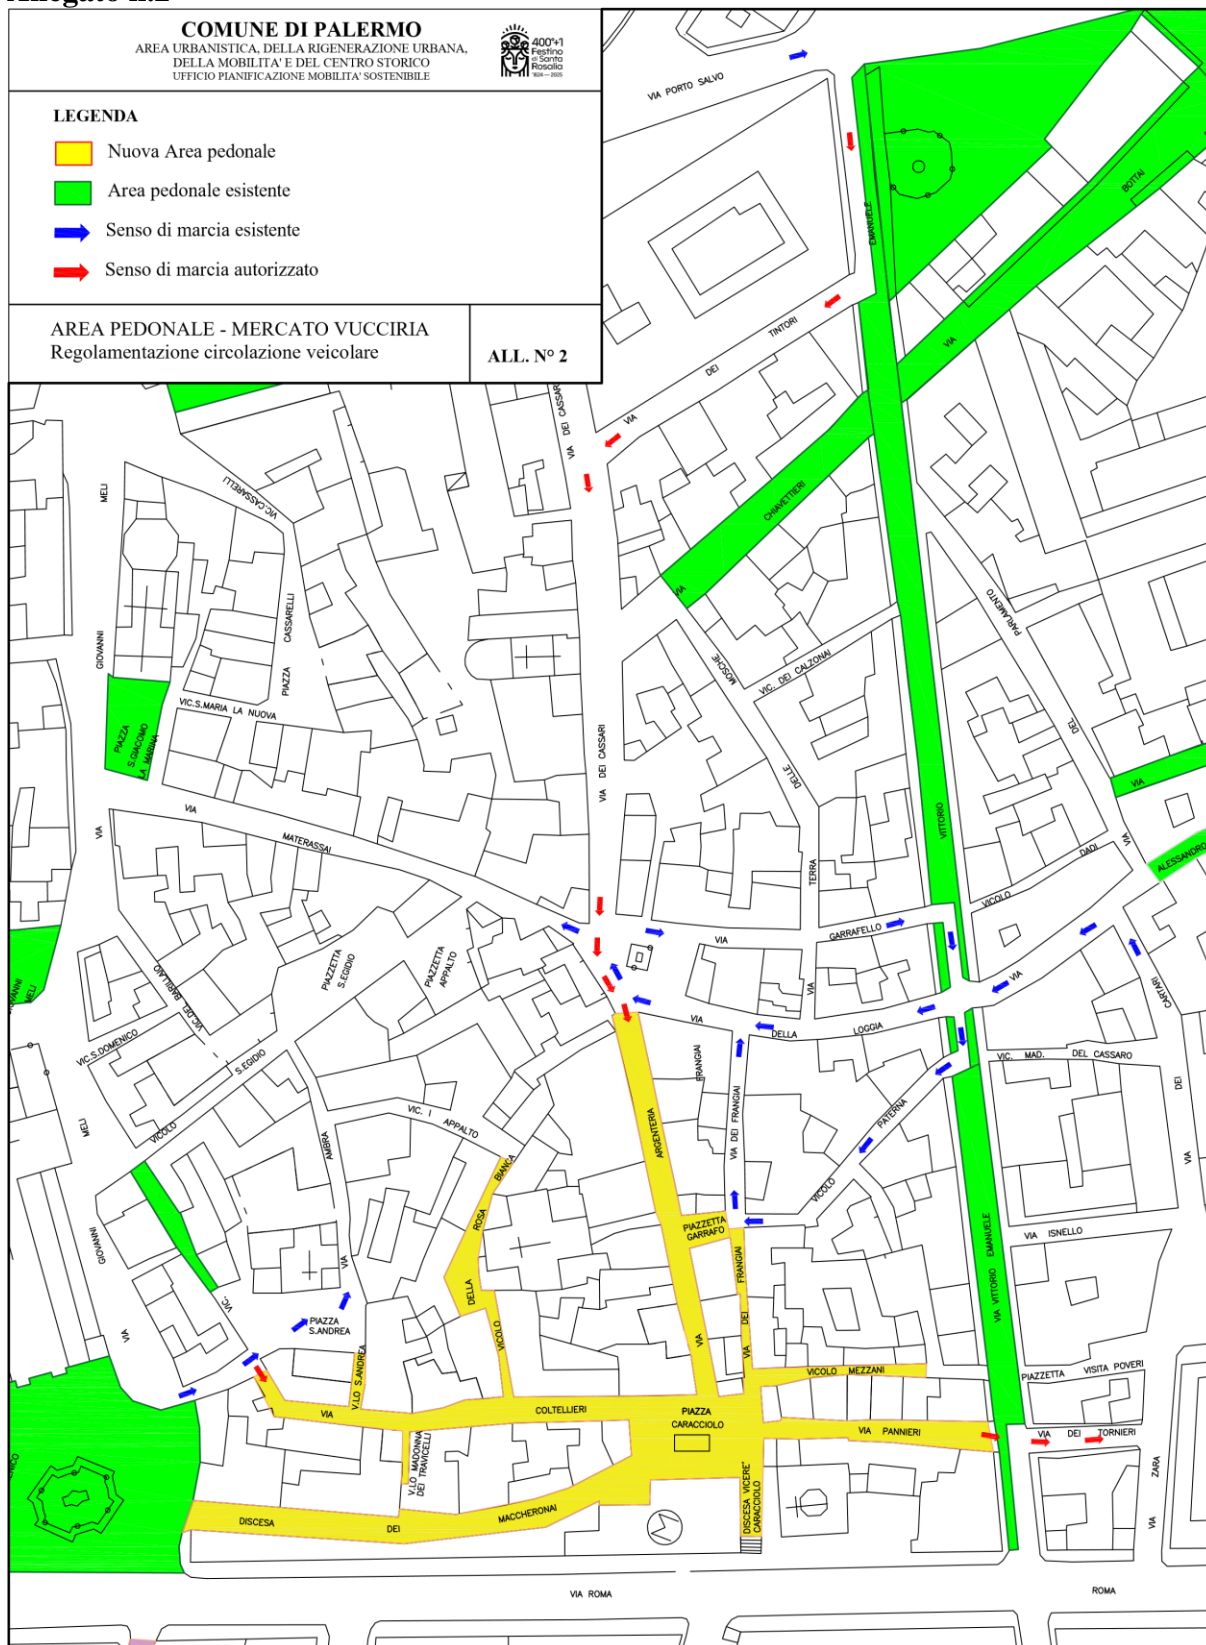 COMUNE DI PALERMO
AREA URBANISTICA, DELLA RIGENERAZIONE URBANA,
DELLA MOBILITA' E DEL CENTRO STORICO
UFFICIO PIANIFICAZIONE MOBILITA' SOSTENIBILE
400°+1
Festino
di Santa
Rosalia
1624—2025
LEGENDA
Nuova Area pedonale
Area pedonale esistente
Senso di marcia esistente
Senso di marcia autorizzato
AREA PEDONALE - MERCATO VUCCIRIA
Regolamentazione circolazione veicolare
ALL. N° 2
VIA PORTO SALVO
EMANUELE
BOTTAI
VIA
TINTORI
DEI
VIA
VIA DEI CASSAR
CHIAVETTIERI
VIA
VIC.CASSARELLI
MELI
GIOVANNI
PIAZZA
CASSARELLI
VIC.S.MARIA LA NUOVA
PIAZZA
S.GIACOMO
LA MARINA
VIA
VIA
MATERASSAI
VIA DEI CASSARI
MOSCHE
DELLE
TERRA
VIA
VIC. DEI CALZONAI
PARLAMENTO
DEL
VIA
VIA
ALESSANDRO
VITTORIO
VICOLO
DADI
GARRAFELLO
VIA
VIA
CARTARI
DEI
VIA
VIA
DELLA
LOGGIA
VIC. MAD.
DEL CASSARO
PIAZZETTA
S.EGIDIO
PIAZZETTA
APPALTO
VIC.DEL BARILLAIO
VIC.S.DOMENICO
S.EGIDIO
VICOLO
MELI
MELI
GIOVANNI
VIA
VIC. I
APPALTO
AMBRA
VIA
BIANCA
ROSA
DELLA
VICOLO
ARGENTERIA
VIA
FRANGIAI
VIA DEI FRANGIAI
PATERNA
VICOLO
PIAZZETTA
GARRAFO
FRANGIAI
DEI
VIA
VIA ISNELLO
VIA VITTORIO EMANUELE
VIC.
PIAZZA
S.ANDREA
V.LO S.ANDREA
VICOLO MEZZANI
PIAZZETTA
VISITA POVERI
VIA
COLTELLIERI
PIAZZA
CARACCIOLO
VIA PANNIERI
VIA
DEI
TORNIERI
V.LO MADONNA
DEI TRAVICELLI
DISCESA VICERE'
CARACCIOLO
ZARA
VIA
DISCESA
DEI
MACCHERONAI
VIA ROMA
ROMA